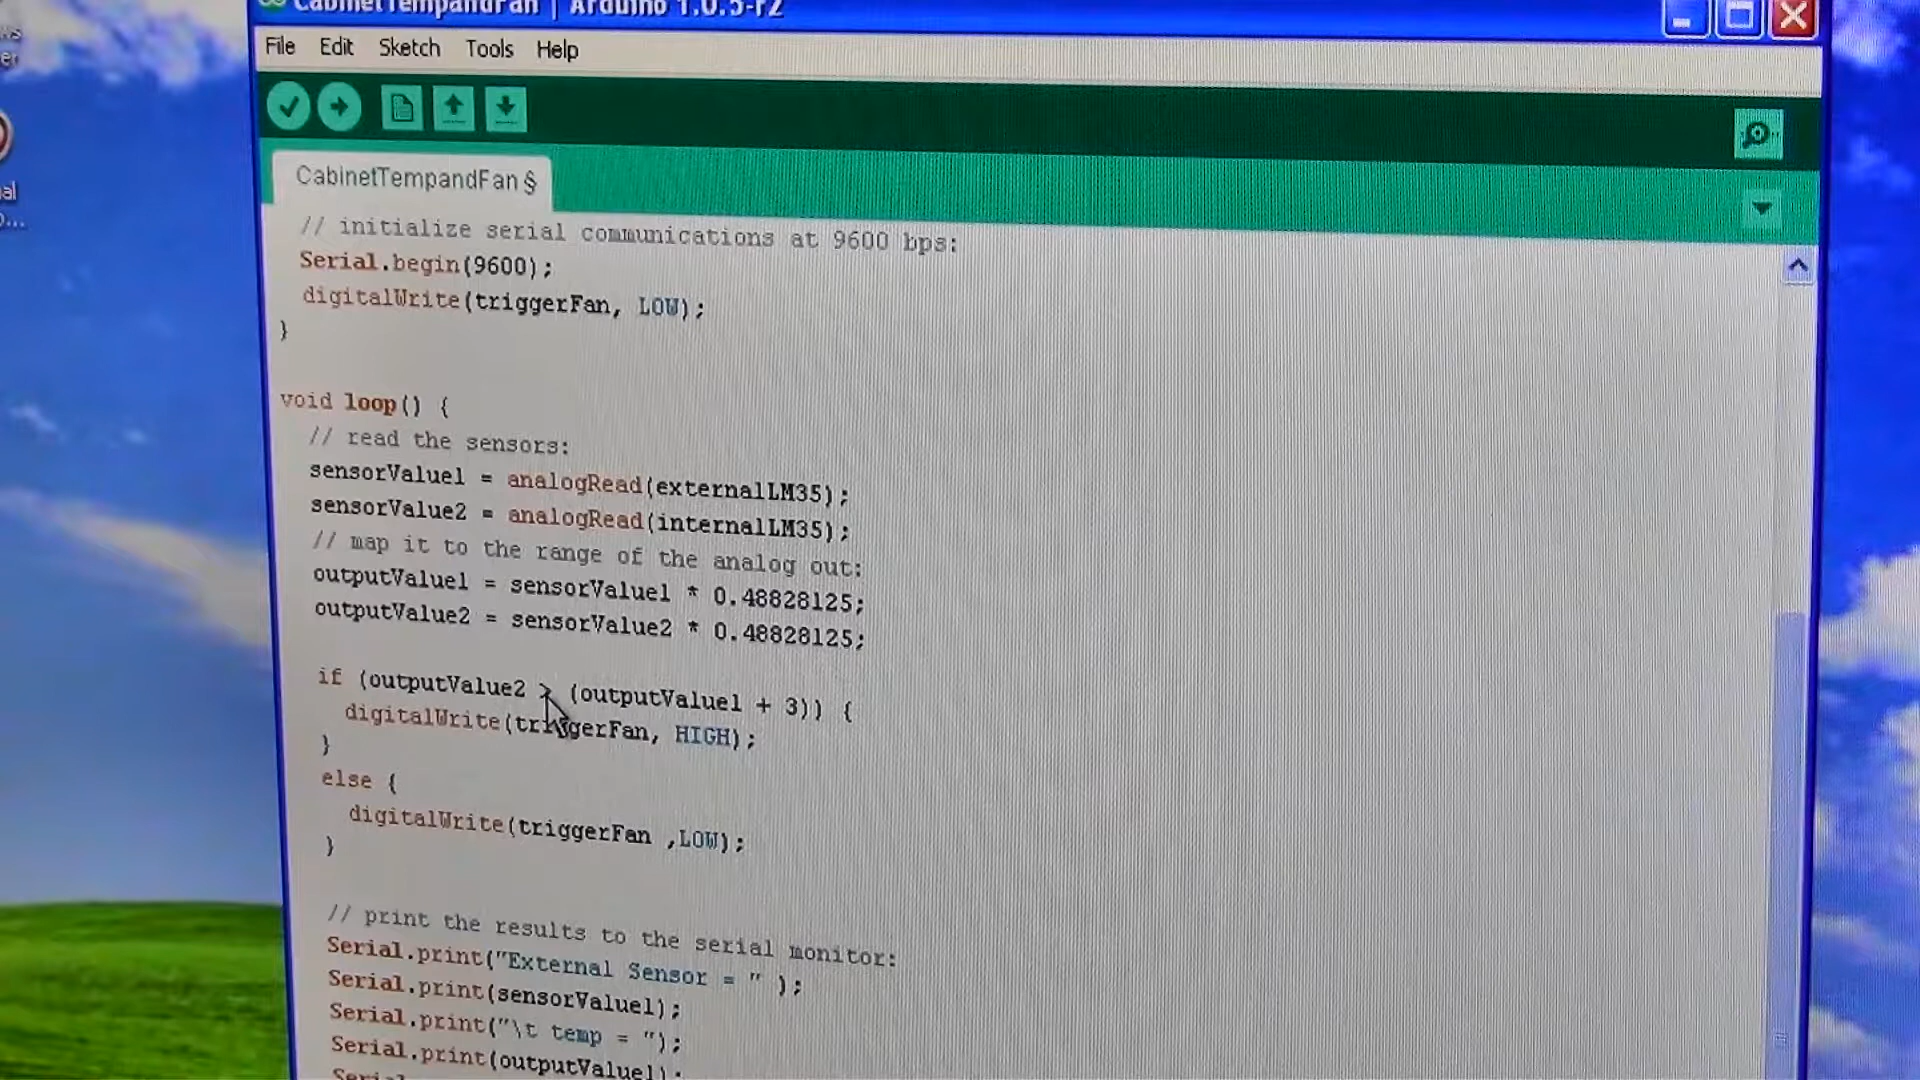 CabinetTempandFan | Arduino 1.0.5-r2
File Edit Sketch Tools Help
CabinetTempandFan §
// initialize serial communications at 9600 bps:
Serial.begin(9600);
digitalWrite(triggerFan, LOW);
}
void loop() {
// read the sensors:
sensorValue1 = analogRead(externalLM35);
sensorValue2 = analogRead(internalLM35);
// map it to the range of the analog out:
outputValue1 = sensorValue1 * 0.48828125;
outputValue2 = sensorValue2 * 0.48828125;
if (outputValue2 > (outputValue1 + 3)) {
digitalWrite(triggerFan, HIGH);
}
else {
digitalWrite(triggerFan ,LOW);
}
// print the results to the serial monitor:
Serial.print("External Sensor = " );
Serial.print(sensorValue1);
Serial.print("\t temp = ");
Serial.print(outputValue1);